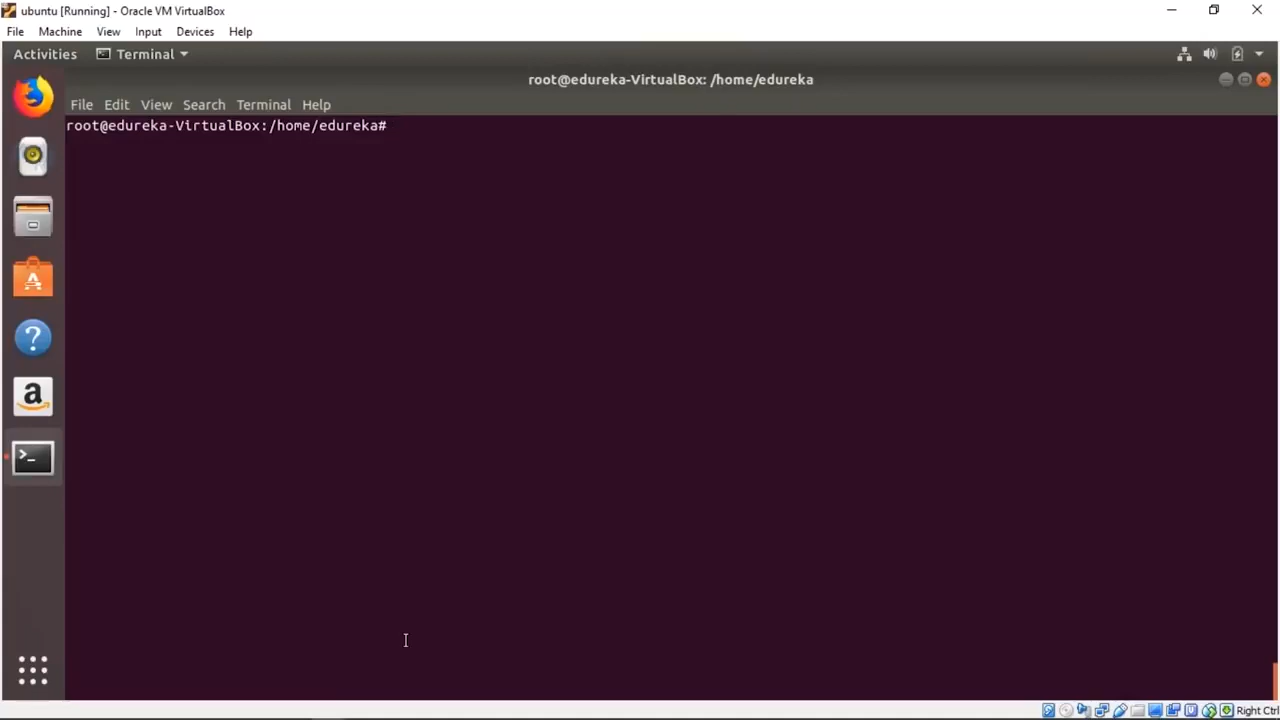 ubuntu [Running] - Oracle VM VirtualBox
File Machine View Input Devices Help
Activities Terminal
root@edureka-VirtualBox: /home/edureka
File Edit View Search Terminal Help
root@edureka-VirtualBox:/home/edureka#
Right Ctrl